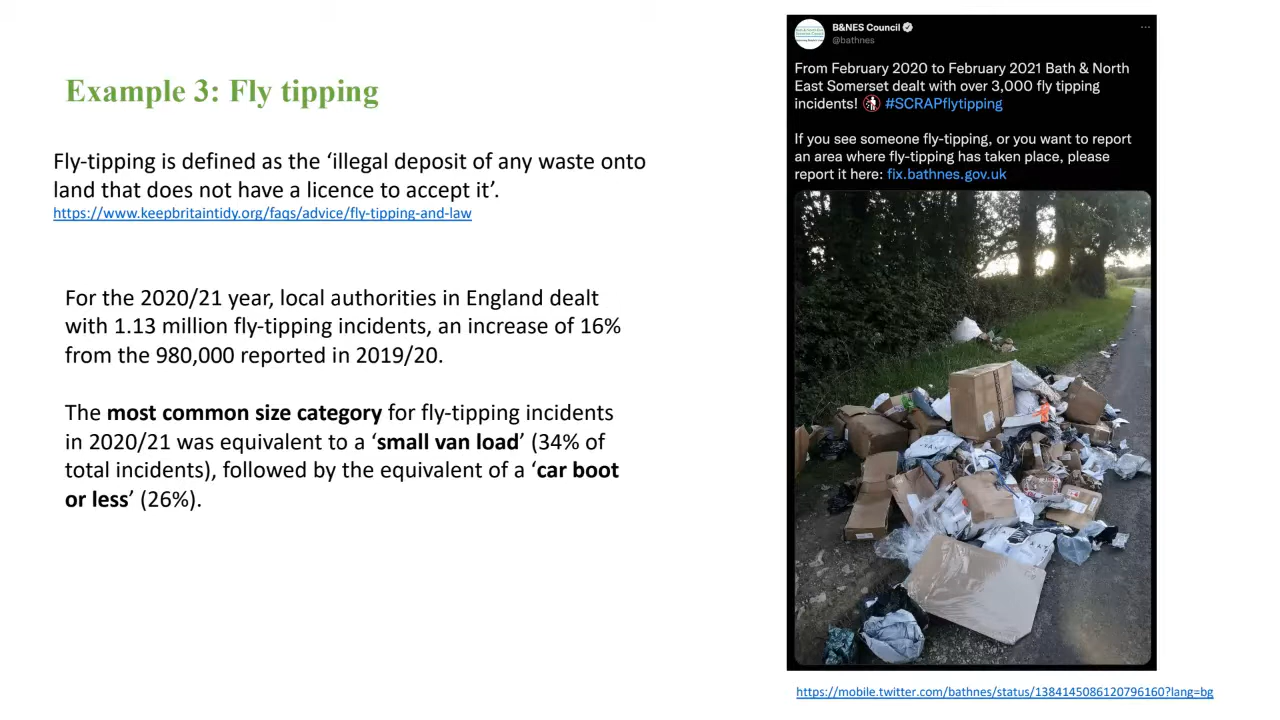 Example 3: Fly tipping
Fly-tipping is defined as the ‘illegal deposit of any waste onto
land that does not have a licence to accept it’.
https://www.keepbritaintidy.org/faqs/advice/fly-tipping-and-law
For the 2020/21 year, local authorities in England dealt
with 1.13 million fly-tipping incidents, an increase of 16%
from the 980,000 reported in 2019/20.
The most common size category for fly-tipping incidents
in 2020/21 was equivalent to a ‘small van load’ (34% of
total incidents), followed by the equivalent of a ‘car boot
or less’ (26%).
B&NES Council
@bathnes
From February 2020 to February 2021 Bath & North
East Somerset dealt with over 3,000 fly tipping
incidents! #SCRAPflytipping
If you see someone fly-tipping, or you want to report
an area where fly-tipping has taken place, please
report it here: fix.bathnes.gov.uk
https://mobile.twitter.com/bathnes/status/1384145086120796160?lang=bg